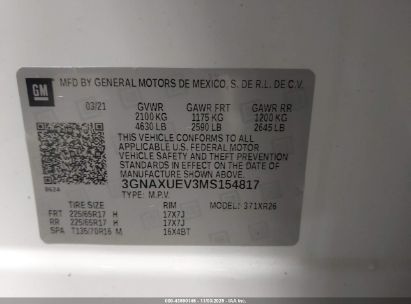 GM
MFD BY GENERAL MOTORS DE MEXICO, S. DE R.L. DE C.V.
03/21 GVWR GAWR FRT GAWR RR
2100 KG 1175 KG 1200 KG
4630 LB 2590 LB 2645 LB
THIS VEHICLE CONFORMS TO ALL
APPLICABLE U.S. FEDERAL MOTOR
VEHICLE SAFETY AND THEFT PREVENTION
STANDARDS IN EFFECT ON THE DATE OF
MANUFACTURE SHOWN ABOVE.
3GNAXUEV3MS154817
TYPE: M.P.V. MODEL: 371XR26
TIRE RIM
FRT 225/65R17 H 17X7J
RR 225/65R17 H 17X7J
SPA T135/70R16 M 16X4BT